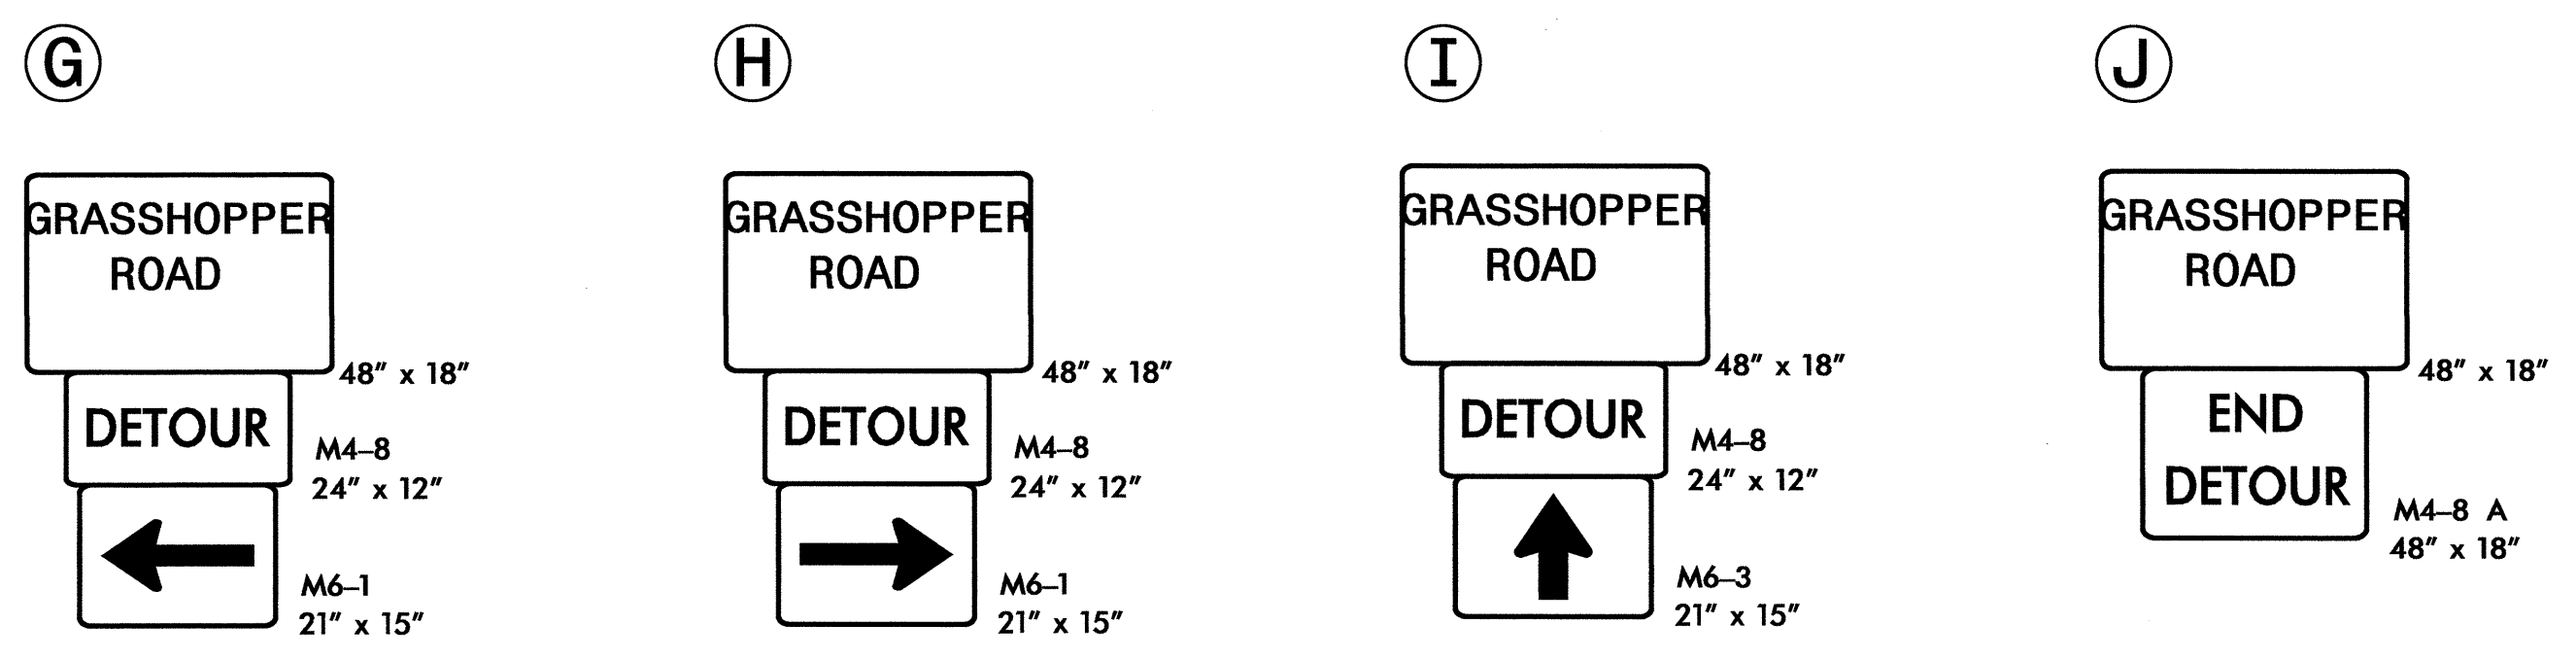 G
GRASSHOPPER
ROAD
48" x 18"
DETOUR
M4-8
24" x 12"
M6-1
21" x 15"
H
GRASSHOPPER
ROAD
48" x 18"
DETOUR
M4-8
24" x 12"
M6-1
21" x 15"
I
GRASSHOPPER
ROAD
48" x 18"
DETOUR
M4-8
24" x 12"
M6-3
21" x 15"
J
GRASSHOPPER
ROAD
48" x 18"
END
DETOUR
M4-8 A
48" x 18"